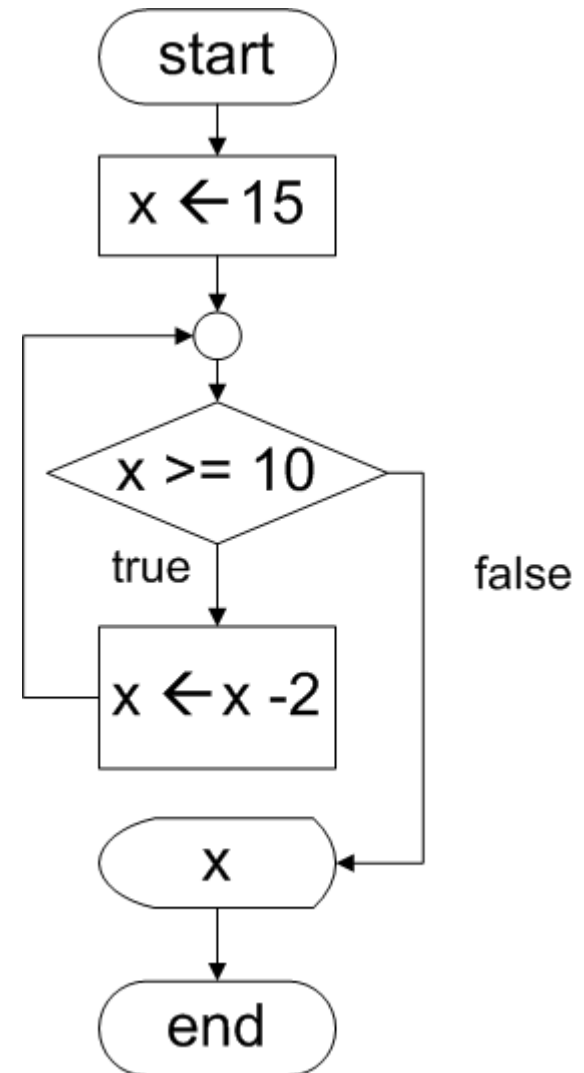 start
x ← 15
x >= 10
true
false
x ← x -2
x
end